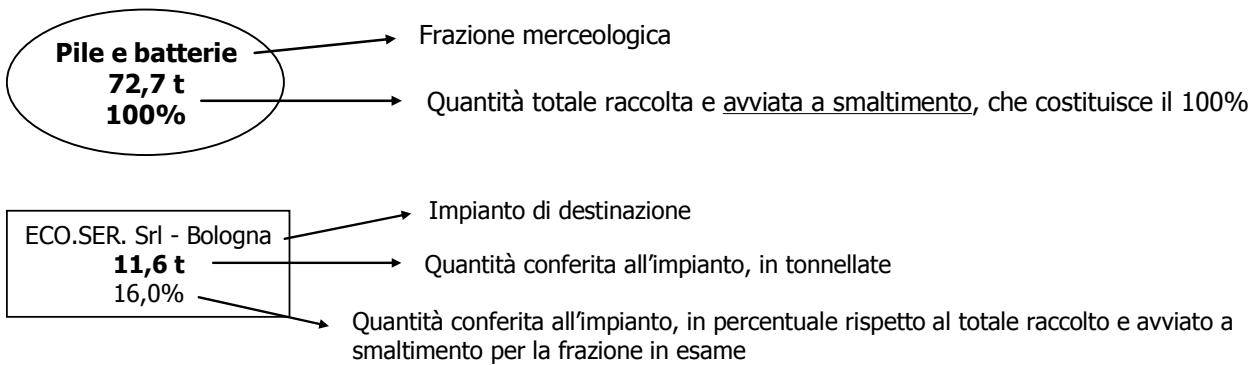 Pile e batterie
72,7 t
100%
Frazione merceologica
Quantità totale raccolta e avviata a smaltimento, che costituisce il 100%
ECO.SER. Srl - Bologna
11,6 t
16,0%
Impianto di destinazione
Quantità conferita all’impianto, in tonnellate
Quantità conferita all’impianto, in percentuale rispetto al totale raccolto e avviato a
smaltimento per la frazione in esame